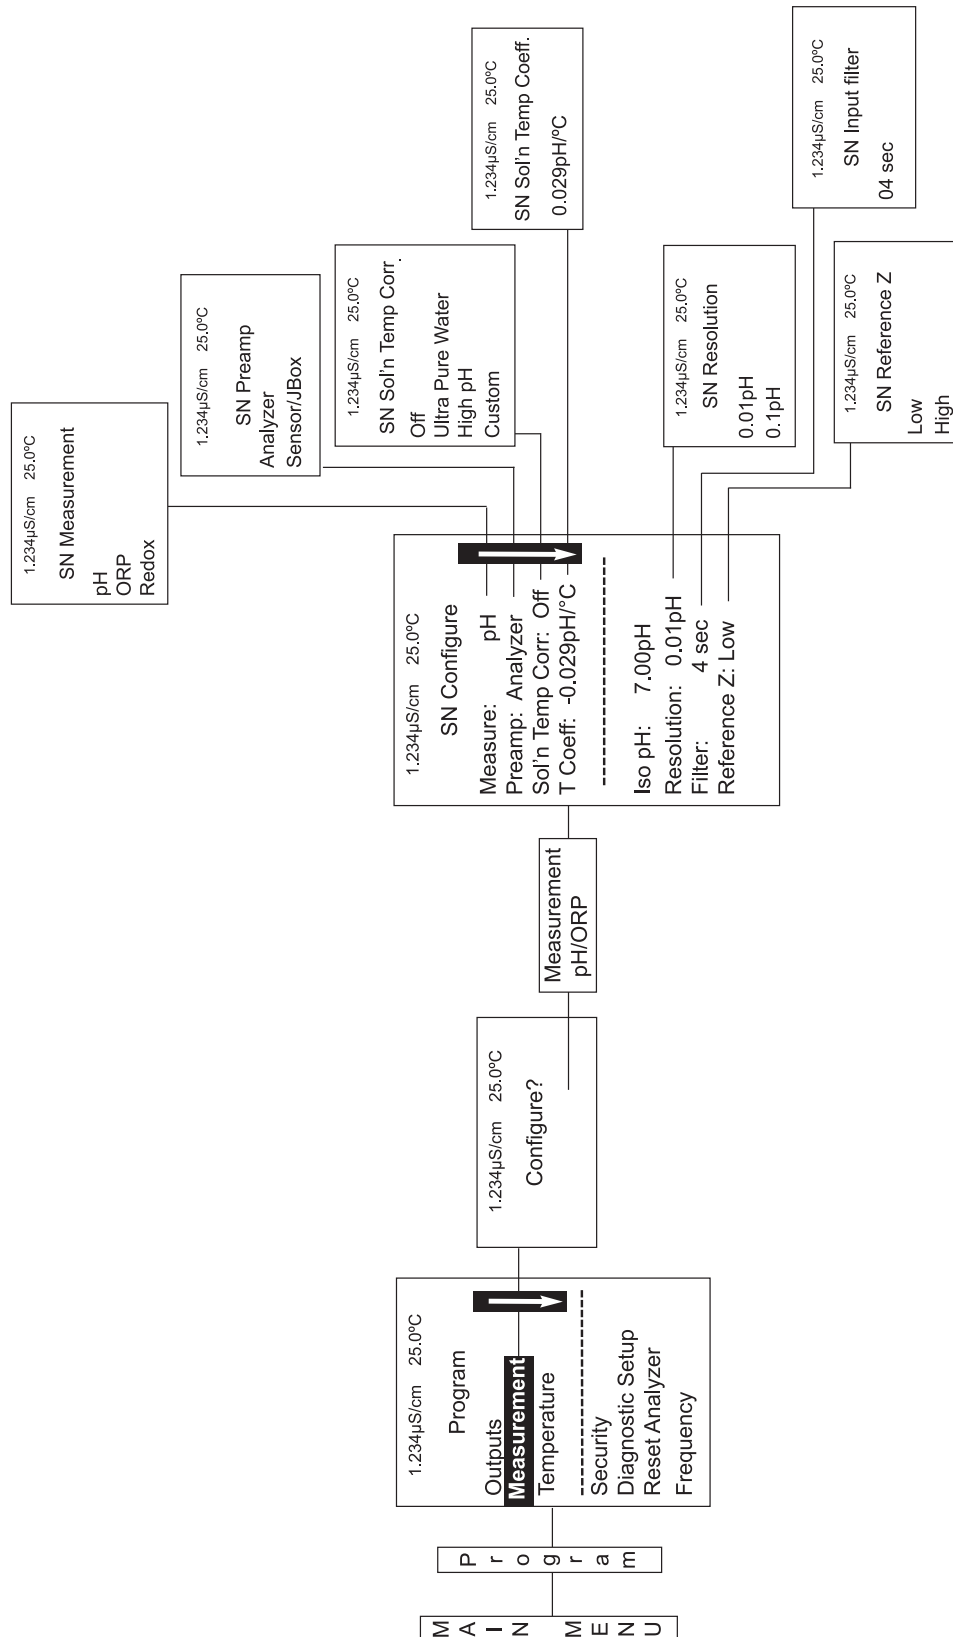 MAIN MENU
Program
1.234µS/cm 25.0ºC
Program
Outputs
Measurement
Temperature
Security
Diagnostic Setup
Reset Analyzer
Frequency
1.234µS/cm 25.0ºC
Configure?
Measurement
pH/ORP
1.234µS/cm 25.0ºC
SN Configure
Measure: pH
Preamp: Analyzer
Sol'n Temp Corr: Off
T Coeff: -0.029pH/°C
Iso pH: 7.00pH
Resolution: 0.01pH
Filter: 4 sec
Reference Z: Low
1.234µS/cm 25.0ºC
SN Measurement
pH
ORP
Redox
1.234µS/cm 25.0ºC
SN Preamp
Analyzer
Sensor/JBox
1.234µS/cm 25.0ºC
SN Sol'n Temp Corr.
Off
Ultra Pure Water
High pH
Custom
1.234µS/cm 25.0ºC
SN Sol'n Temp Coeff.
0.029pH/ºC
1.234µS/cm 25.0ºC
SN Resolution
0.01pH
0.1pH
1.234µS/cm 25.0ºC
SN Input filter
04 sec
1.234µS/cm 25.0ºC
SN Reference Z
Low
High